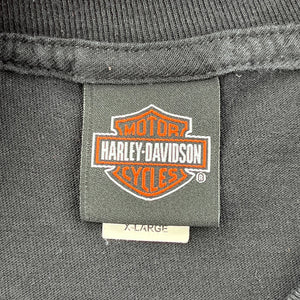 MOTOR
HARLEY-DAVIDSON
CYCLES
®
X-LARGE